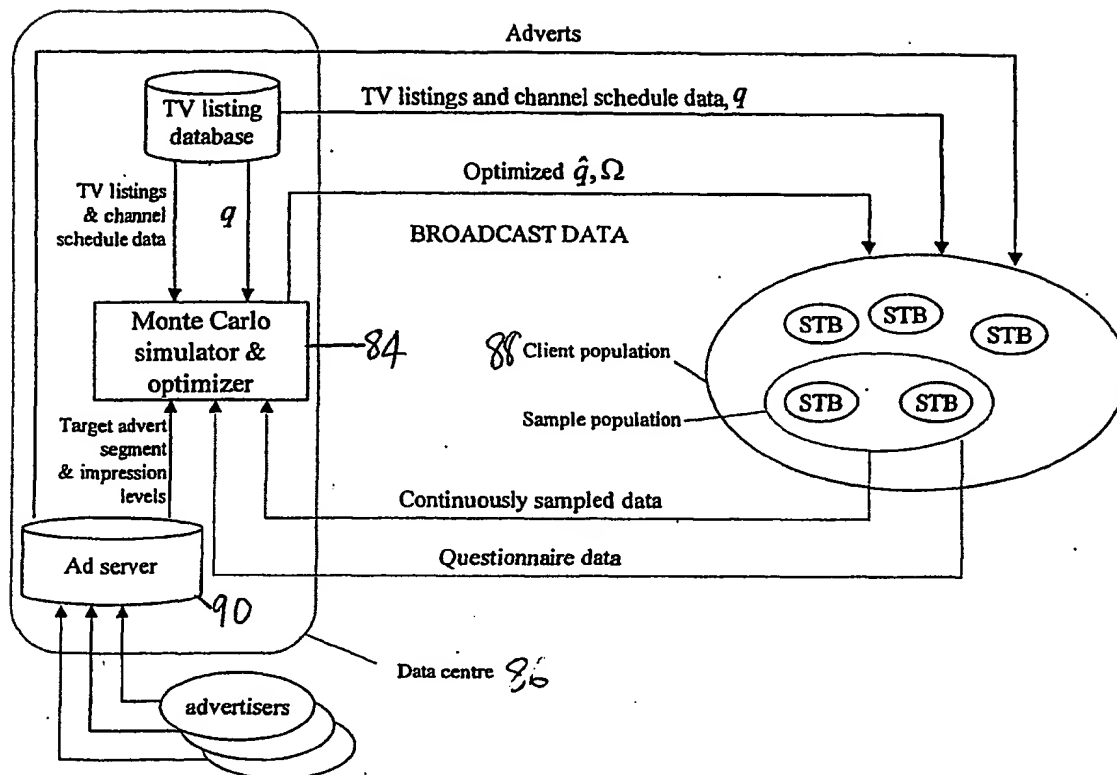 Adverts
TV listing
database
TV listings and channel schedule data, q
TV listings
& channel
schedule data
q
Optimized q̂, Ω
BROADCAST DATA
Monte Carlo
simulator &
optimizer
84
88 Client population
STB
STB
STB
Sample population
STB
STB
Target advert
segment
& impression
levels
Continuously sampled data
Questionnaire data
Ad server
90
Data centre 86
advertisers